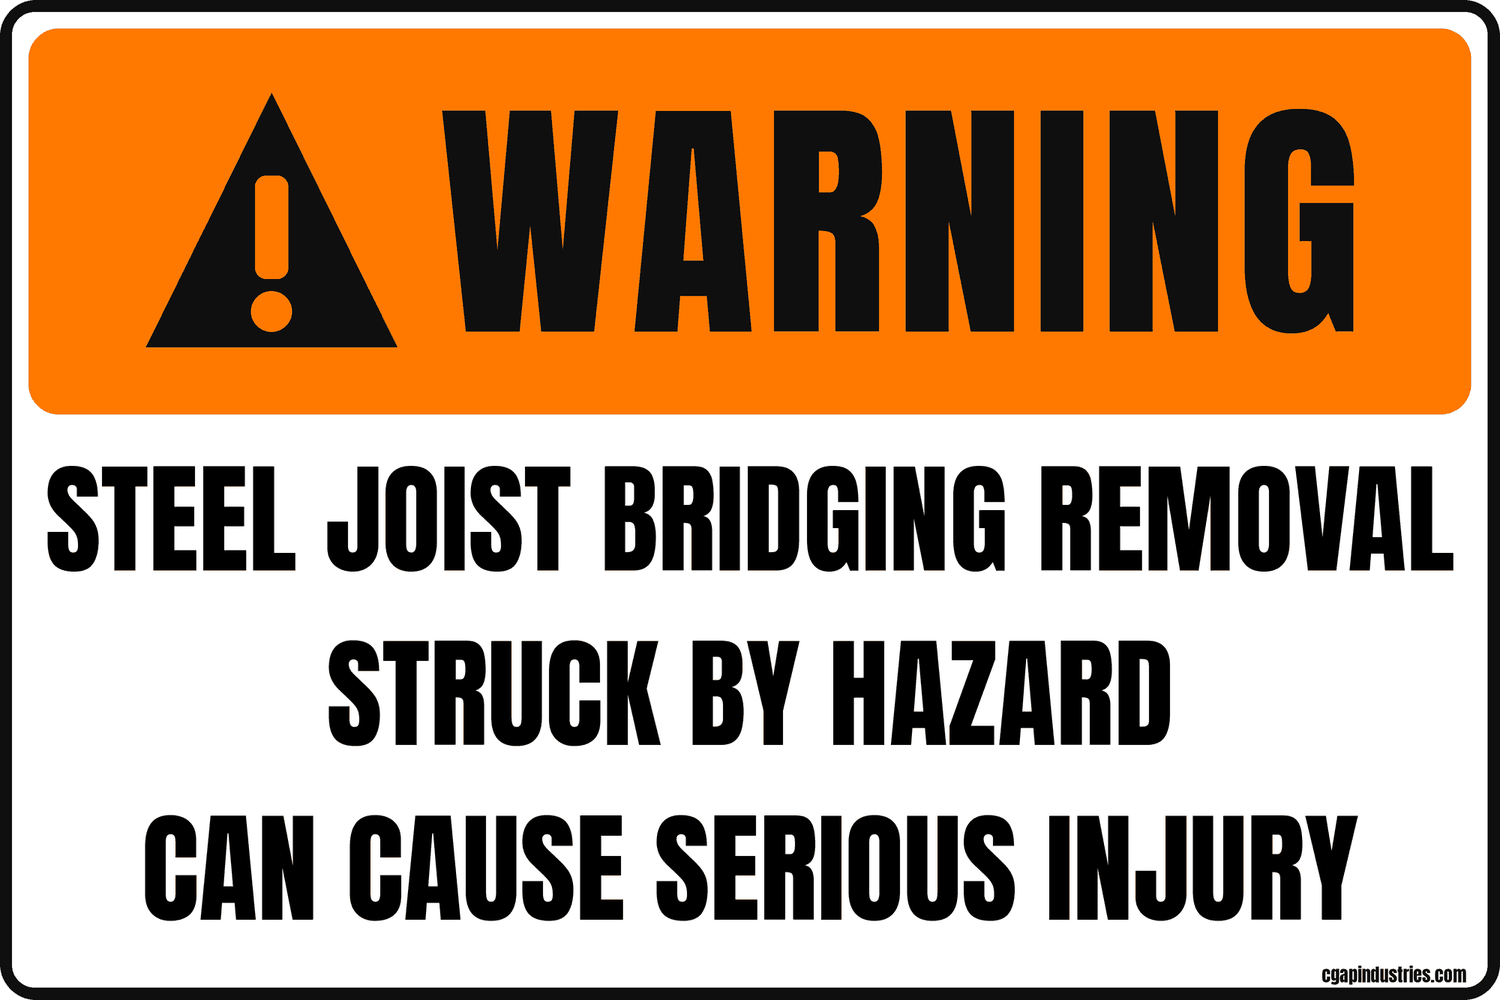 WARNING
STEEL JOIST BRIDGING REMOVAL
STRUCK BY HAZARD
CAN CAUSE SERIOUS INJURY
cgapindustries.com